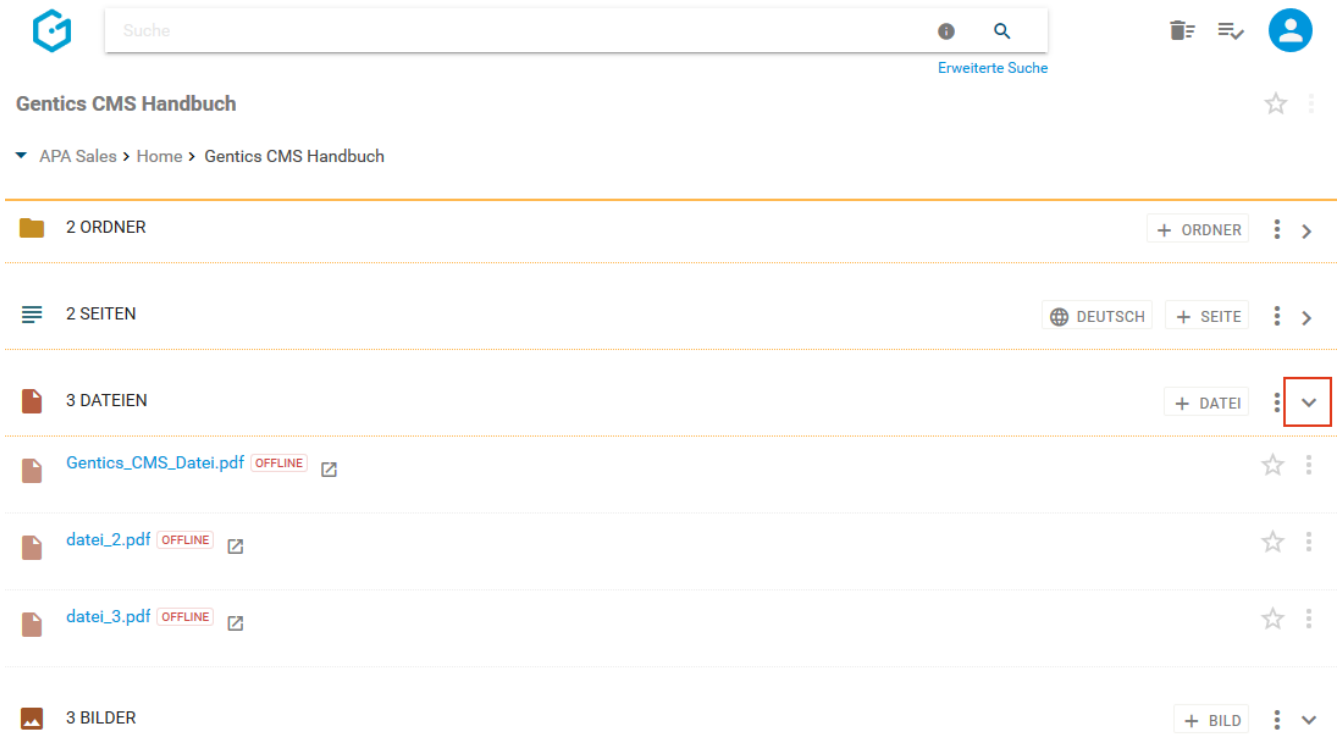 Suche
Erweiterte Suche
Gentics CMS Handbuch
APA Sales > Home > Gentics CMS Handbuch
2 ORDNER + ORDNER
2 SEITEN DEUTSCH + SEITE
3 DATEIEN + DATEI
Gentics_CMS_Datei.pdf OFFLINE
datei_2.pdf OFFLINE
datei_3.pdf OFFLINE
3 BILDER + BILD